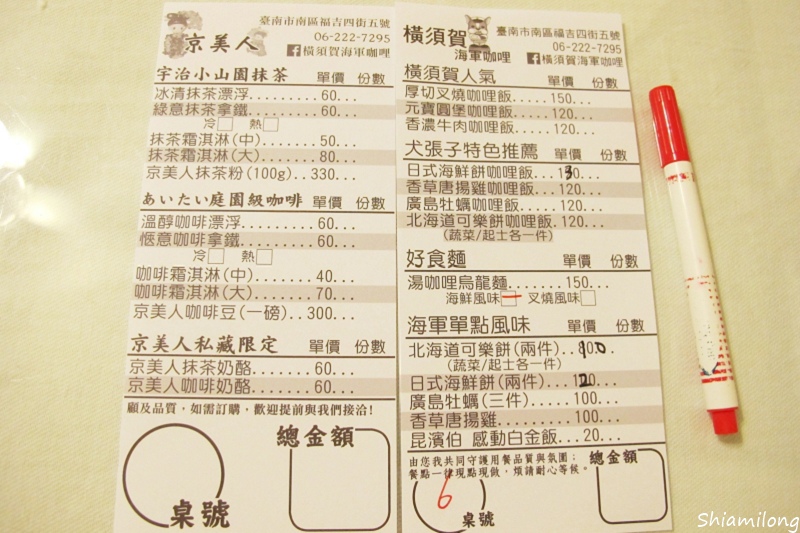 京美人
臺南市南區福吉四街五號
06-222-7295
橫須賀海軍咖哩
宇治小山園抹茶 單價 份數
冰清抹茶漂浮.........60...
綠意抹茶拿鐵.........60...
冷□ 熱□
抹茶霜淇淋(中).......50...
抹茶霜淇淋(大).......80...
京美人抹茶粉(100g)..330...
あいたい庭園級咖啡 單價 份數
溫醇咖啡漂浮.........60...
愜意咖啡拿鐵.........60...
冷□ 熱□
咖啡霜淇淋(中).......40...
咖啡霜淇淋(大).......70...
京美人咖啡豆(一磅)..300...
京美人私藏限定 單價 份數
京美人抹茶奶酪.......60...
京美人咖啡奶酪.......60...
顧及品質，如需訂購，歡迎提前與我們接洽!
總金額
桌號
橫須賀
海軍咖哩
臺南市南區福吉四街五號
06-222-7295
橫須賀海軍咖哩
橫須賀人氣 單價 份數
厚切叉燒咖哩飯.....150...
元寶圓堡咖哩飯.....120...
香濃牛肉咖哩飯.....120...
犬張子特色推薦 單價 份數
日式海鮮餅咖哩飯...130...
香草唐揚雞咖哩飯...120...
廣島牡蠣咖哩飯.....120...
北海道可樂餅咖哩飯.120...
(蔬菜/起士各一件)
好食麵 單價 份數
湯咖哩烏龍麵.......150...
海鮮風味□一 叉燒風味□
海軍單點風味 單價 份數
北海道可樂餅(兩件)..100...
(蔬菜/起士各一件)
日式海鮮餅(兩件)...120...
廣島牡蠣(三件).....100...
香草唐揚雞.........100...
昆濱伯 感動白金飯...20...
由您我共同守護用餐品質與氛圍;
餐點一律現點現做，煩請耐心等候。
總金額
6
桌號
Shiamilong